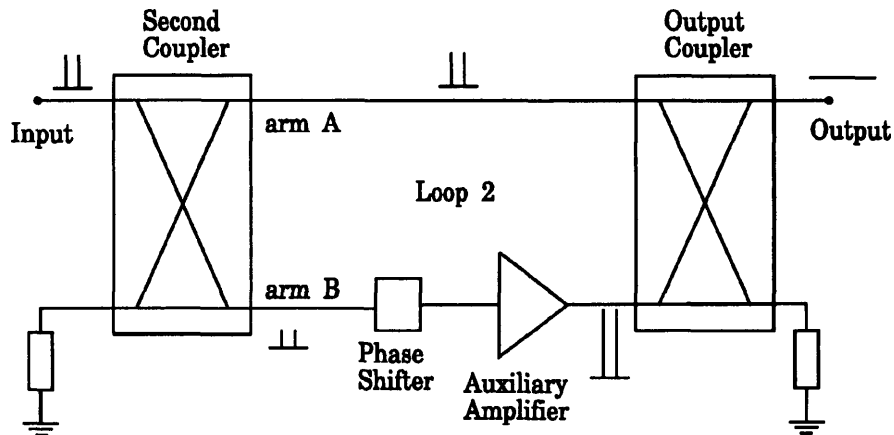 Second
Coupler
Output
Coupler
Input
arm A
Output
Loop 2
arm B
Phase
Shifter
Auxiliary
Amplifier